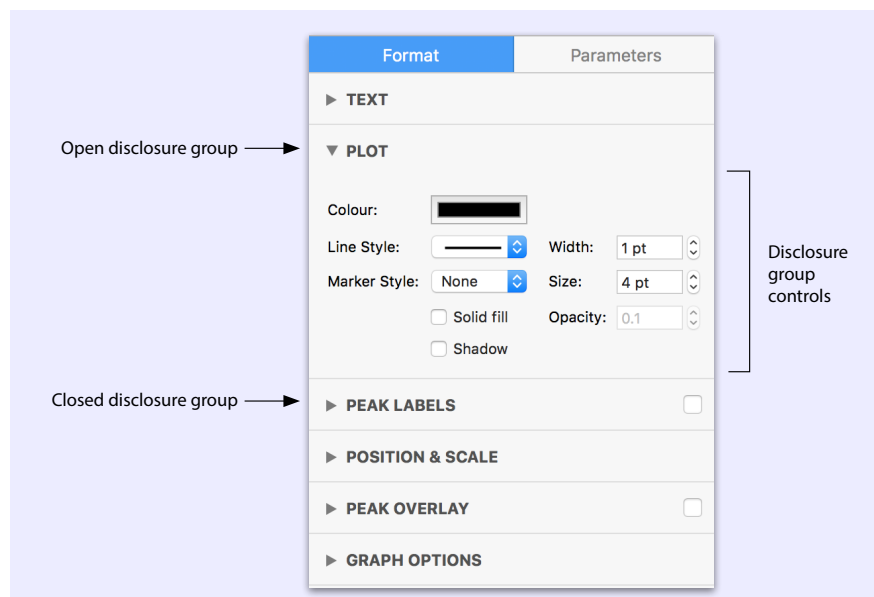 Format Parameters
TEXT
Open disclosure group
PLOT
Colour:
Line Style: Width: 1 pt
Marker Style: None Size: 4 pt
Solid fill Opacity: 0.1
Shadow
Disclosure
group
controls
Closed disclosure group
PEAK LABELS
POSITION & SCALE
PEAK OVERLAY
GRAPH OPTIONS